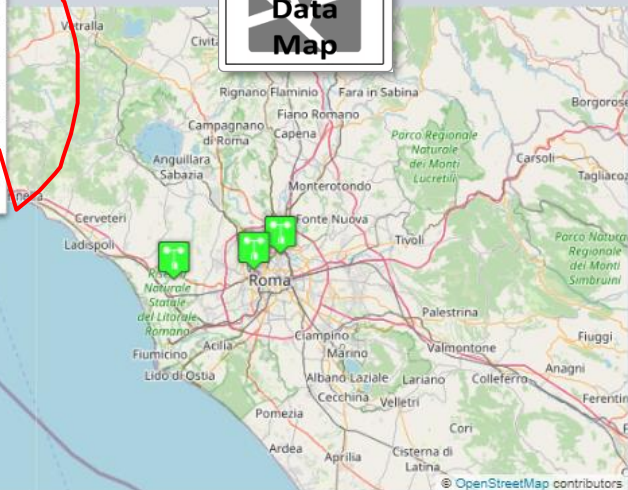 Data
Map
Vetralla
Rignano Flaminio
Fara in Sabina
Fiano Romano
Borgorose
Campagnano
di Roma
Capena
Parco Regionale
Naturale
dei Monti
Lucretili
Carsoli
Anguillara
Sabazia
Tagliacoz
Monterotondo
Cerveteri
Fonte Nuova
Ladispoli
Tivoli
Parco Natura
Regionale
dei Monti
Simbruini
Roma
Naturale
Statale
del Litorale
Romano
Palestrina
Fiumicino
Acilia
Ciampino
Marino
Valmontone
Fiuggi
Lido di Ostia
Albano Laziale
Lariano
Colleferro
Anagni
Cecchina
Velletri
Ferentin
Pomezia
Cori
Ardea
Aprilia
Cisterna di
Latina
© OpenStreetMap contributors